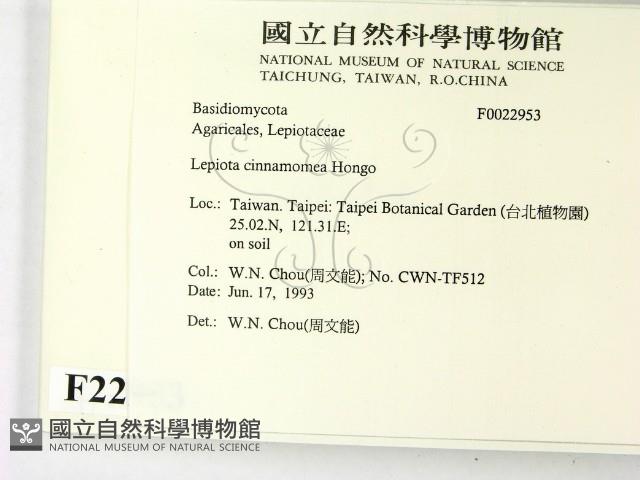 國立自然科學博物館
NATIONAL MUSEUM OF NATURAL SCIENCE
TAICHUNG, TAIWAN, R.O.CHINA
Basidiomycota F0022953
Agaricales, Lepiotaceae
Lepiota cinnamomea Hongo
Loc.: Taiwan. Taipei: Taipei Botanical Garden (台北植物園)
25.02.N, 121.31.E;
on soil
Col.: W.N. Chou(周文能); No. CWN-TF512
Date: Jun. 17, 1993
Det.: W.N. Chou(周文能)
F22
國立自然科學博物館
NATIONAL MUSEUM OF NATURAL SCIENCE